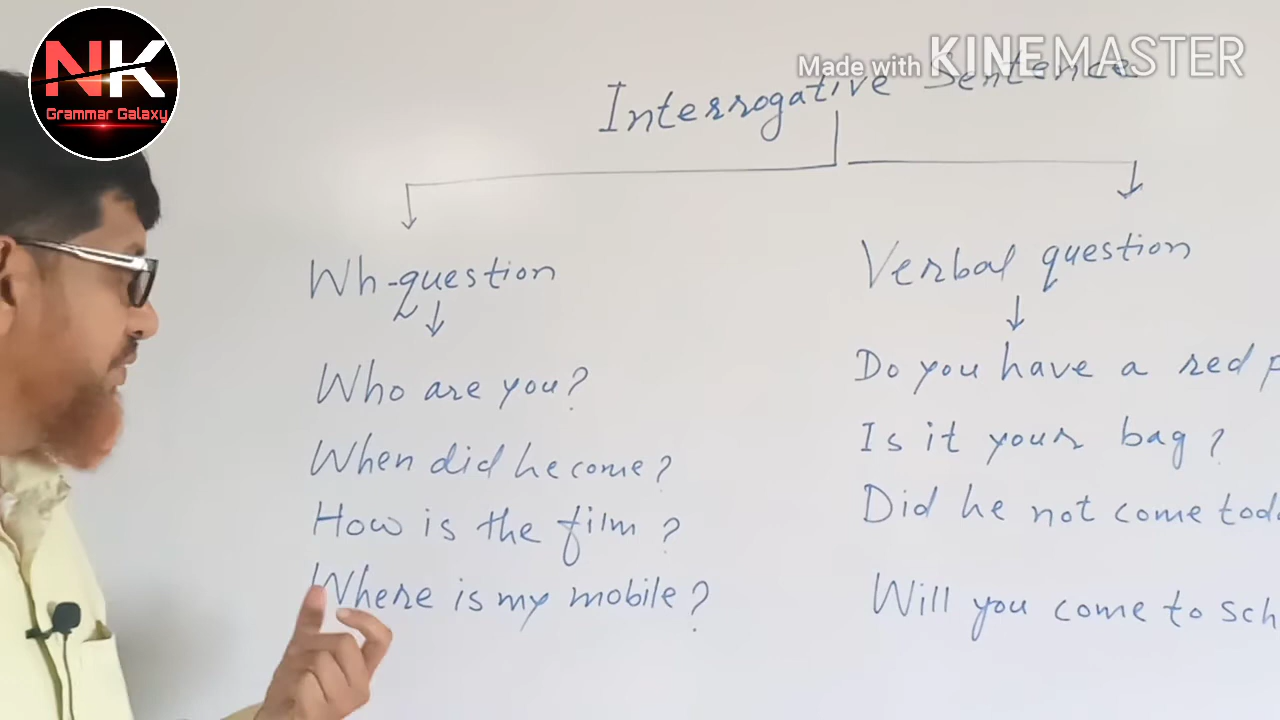 NK
Grammar Galaxy
Made with KINEMASTER
Interrogative Sentence
Wh-question
Who are you?
When did he come?
How is the film?
Where is my mobile?
Verbal question
Do you have a red
Is it your bag?
Did he not come
Will you come to